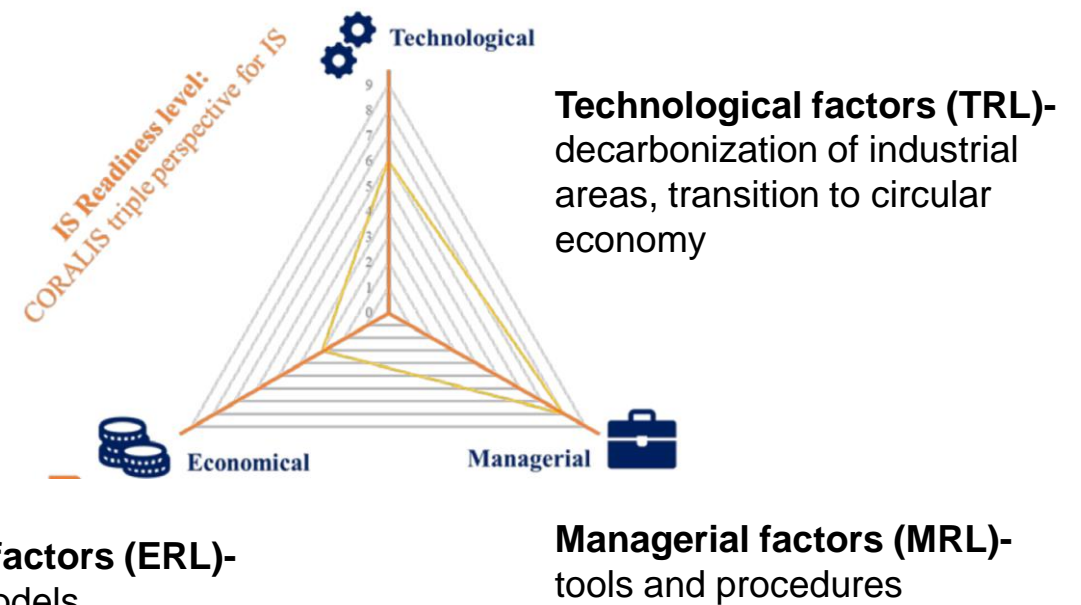 IS Readiness level:
CORALIS triple perspective for IS
Technological
9
8
7
6
5
4
3
2
1
0
Economical
Managerial
Technological factors (TRL)-
decarbonization of industrial
areas, transition to circular
economy
factors (ERL)-
Managerial factors (MRL)-
tools and procedures